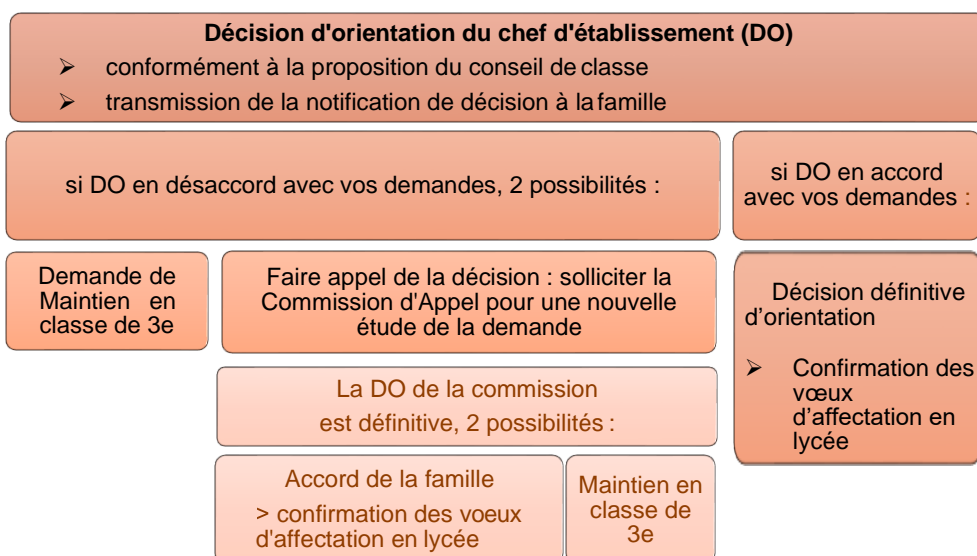 Décision d'orientation du chef d'établissement (DO)
➢ conformément à la proposition du conseil de classe
➢ transmission de la notification de décision à la famille
si DO en désaccord avec vos demandes, 2 possibilités :
si DO en accord
avec vos demandes :
Demande de
Maintien en
classe de 3e
Faire appel de la décision : solliciter la
Commission d'Appel pour une nouvelle
étude de la demande
Décision définitive
d'orientation
➢ Confirmation des
vœux
d'affectation en
lycée
La DO de la commission
est définitive, 2 possibilités :
Accord de la famille
> confirmation des vœux
d'affectation en lycée
Maintien en
classe de
3e